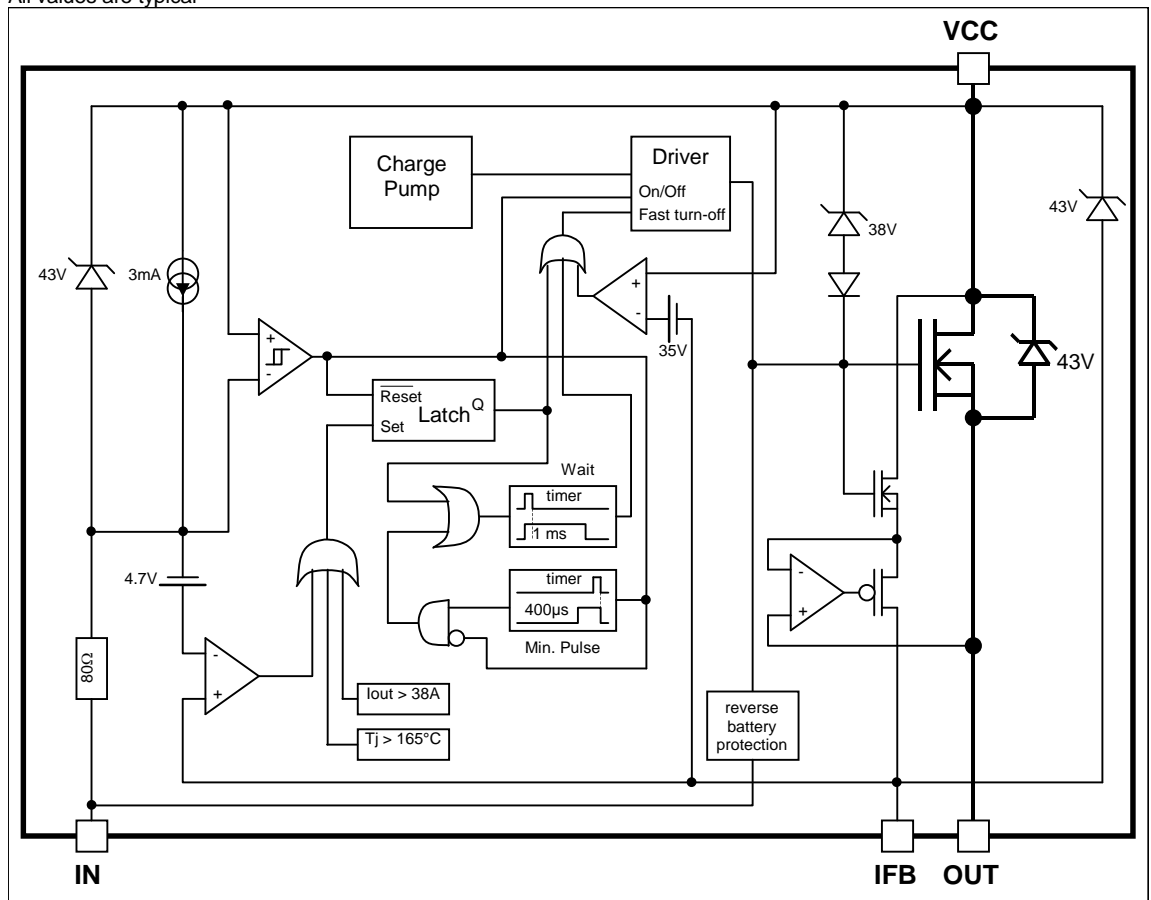 All values are typical
VCC
Charge
Pump
Driver
On/Off
Fast turn-off
43V
3mA
38V
43V
+
-
35V
+
-
43V
Reset
Latch
Q
Set
Wait
timer
1 ms
4.7V
timer
400µs
Min. Pulse
-
+
80Ω
-
+
Iout > 38A
Tj > 165°C
reverse
battery
protection
IN
IFB
OUT